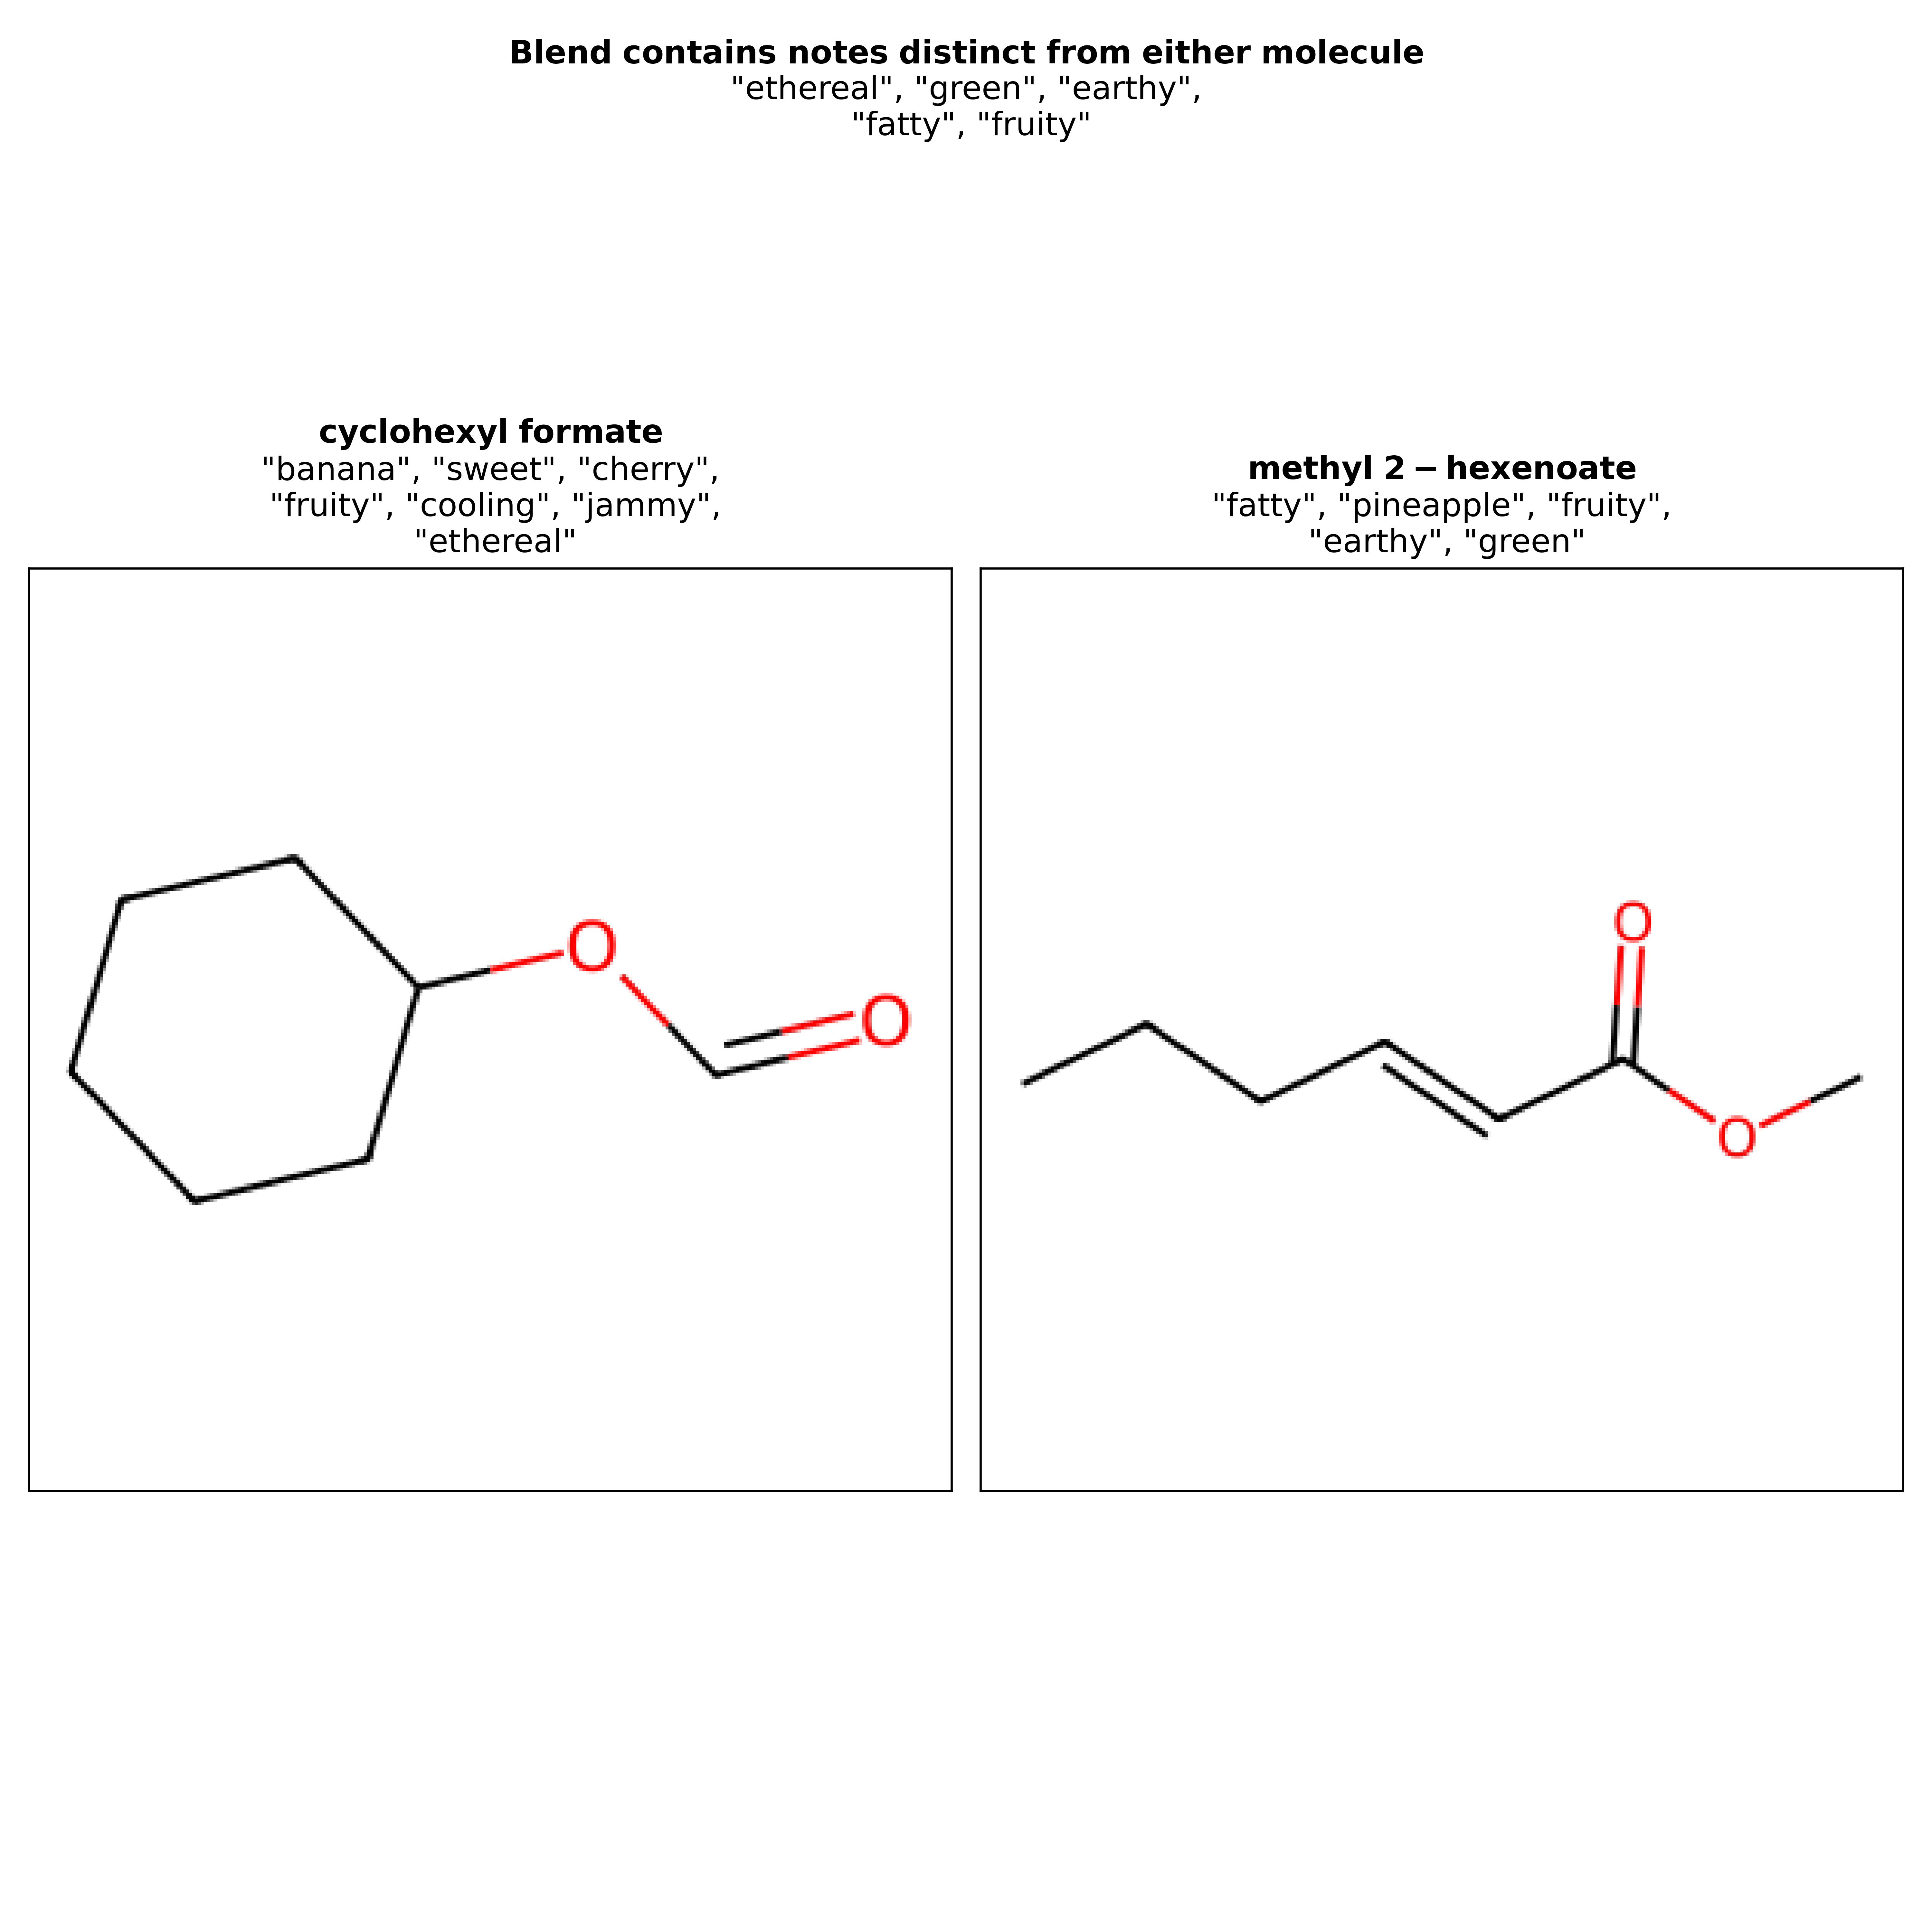 Blend contains notes distinct from either molecule
"ethereal", "green", "earthy",
"fatty", "fruity"
cyclohexyl formate
"banana", "sweet", "cherry",
"fruity", "cooling", "jammy",
"ethereal"
methyl 2 − hexenoate
"fatty", "pineapple", "fruity",
"earthy", "green"
O
O
O
O